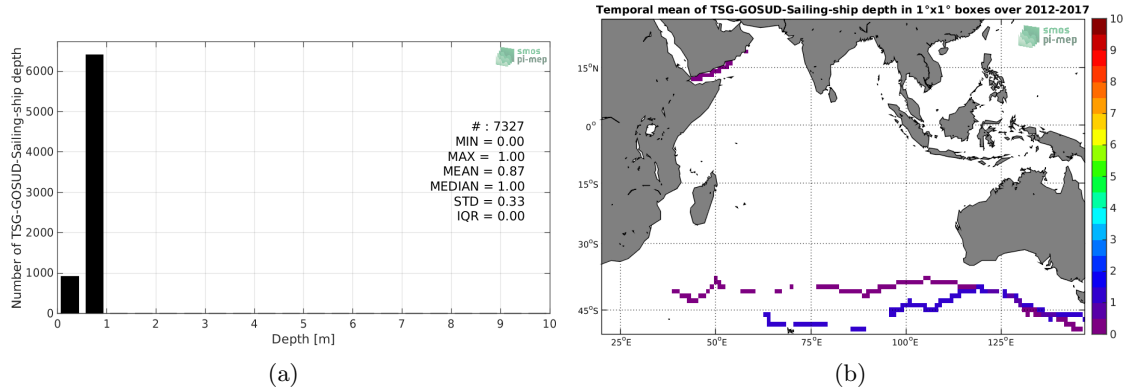 Number of TSG-GOSUD-Sailing-ship depth
6000
5000
4000
3000
2000
1000
0
0 1 2 3 4 5 6 7 8 9 10
Depth [m]
smos
pi-mep
# : 7327
MIN = 0.00
MAX = 1.00
MEAN = 0.87
MEDIAN = 1.00
STD = 0.33
IQR = 0.00
(a)
Temporal mean of TSG-GOSUD-Sailing-ship depth in 1°x1° boxes over 2012-2017
smos
pi-mep
15°N
0°
15°S
30°S
45°S
25°E 50°E 75°E 100°E 125°E
10
9
8
7
6
5
4
3
2
1
0
(b)